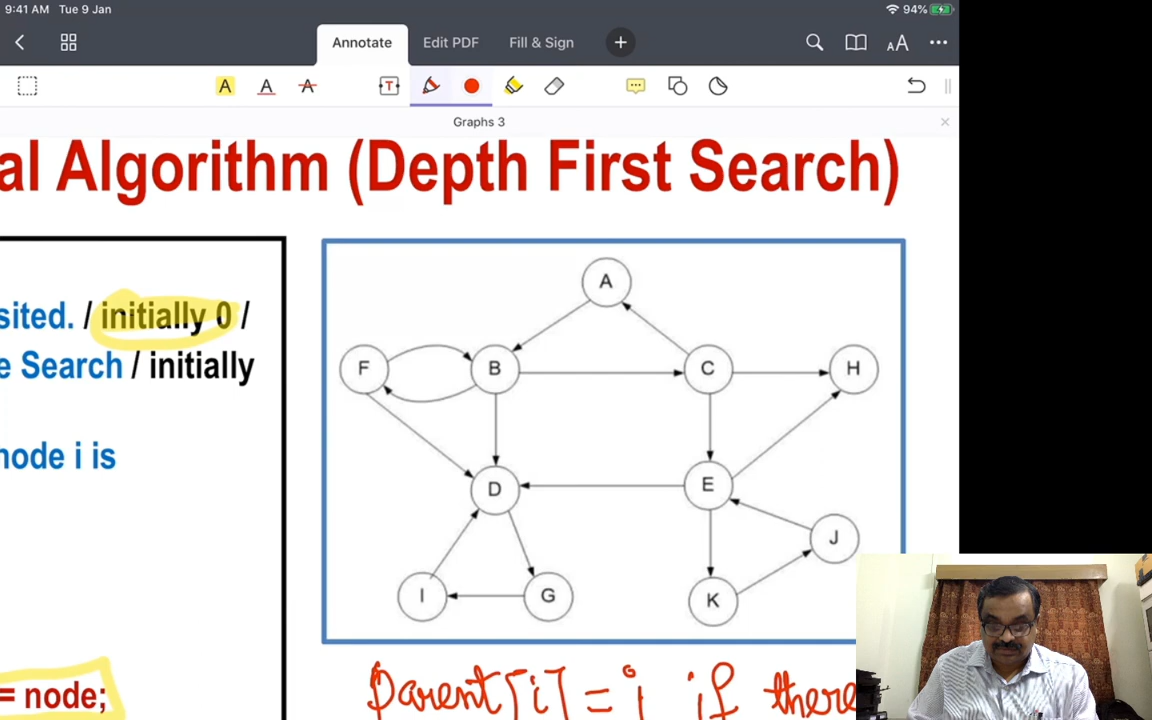 9:41 AM Tue 9 Jan
94%
Annotate
Edit PDF
Fill & Sign
Graphs 3
al Algorithm (Depth First Search)
sited. / initially 0 /
e Search / initially
node i is
= node;
A
F
B
C
H
D
E
J
I
G
K
Parent[i] = i if there